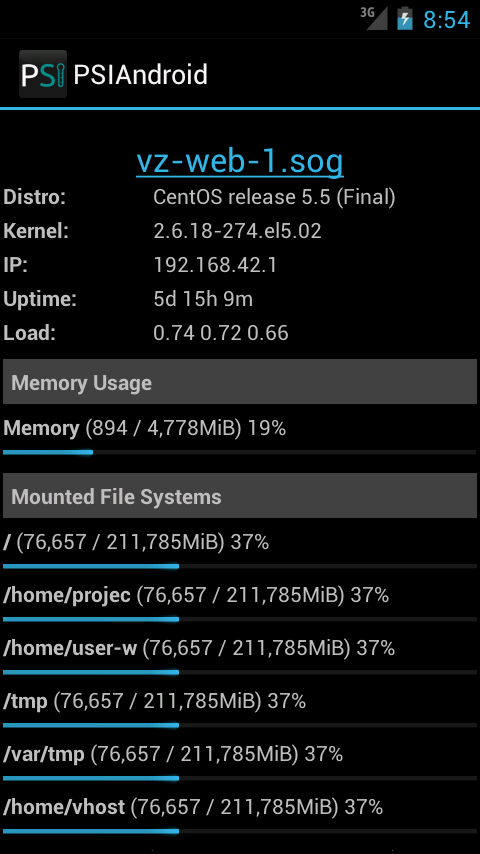 3G 8:54
PSI PSIAndroid
vz-web-1.sog
Distro: CentOS release 5.5 (Final)
Kernel: 2.6.18-274.el5.02
IP: 192.168.42.1
Uptime: 5d 15h 9m
Load: 0.74 0.72 0.66
Memory Usage
Memory (894 / 4,778MiB) 19%
Mounted File Systems
/ (76,657 / 211,785MiB) 37%
/home/projec (76,657 / 211,785MiB) 37%
/home/user-w (76,657 / 211,785MiB) 37%
/tmp (76,657 / 211,785MiB) 37%
/var/tmp (76,657 / 211,785MiB) 37%
/home/vhost (76,657 / 211,785MiB) 37%